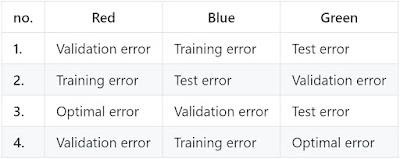 no. Red Blue Green
1. Validation error Training error Test error
2. Training error Test error Validation error
3. Optimal error Validation error Test error
4. Validation error Training error Optimal error